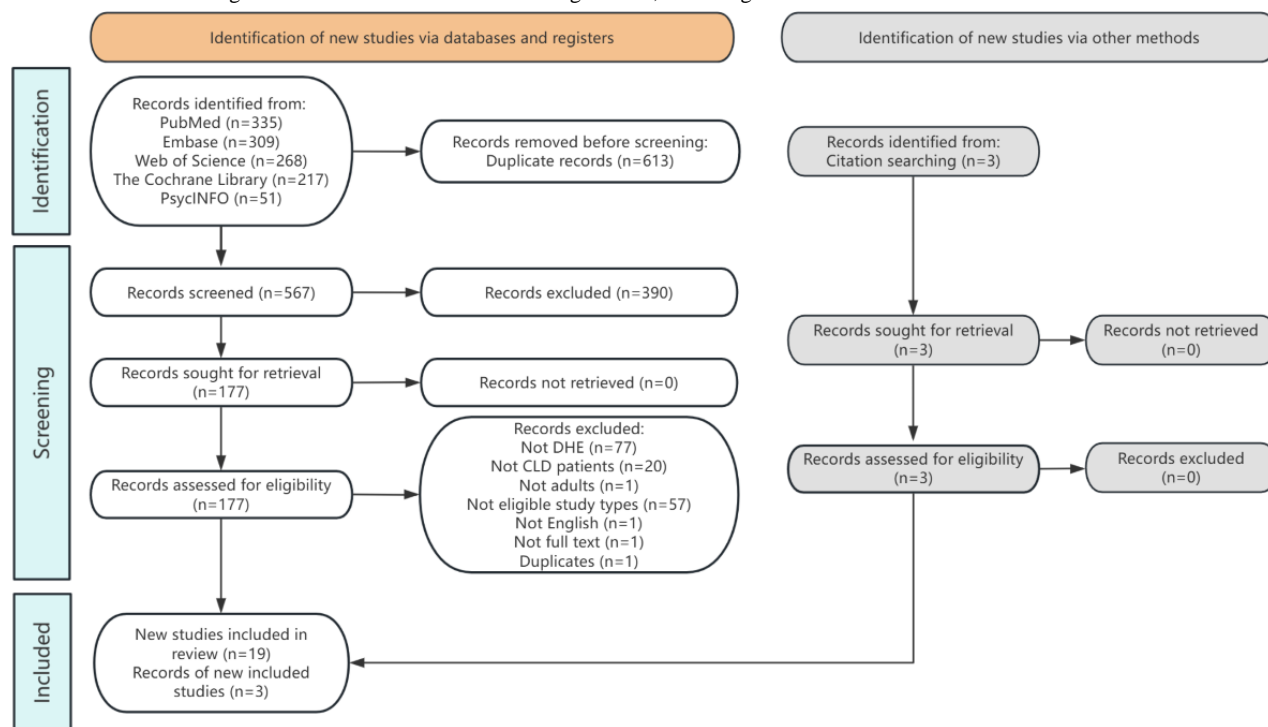 Identification of new studies via databases and registers
Identification of new studies via other methods
Identification
Records identified from:
PubMed (n=335)
Embase (n=309)
Web of Science (n=268)
The Cochrane Library (n=217)
PsycINFO (n=51)
Records removed before screening:
Duplicate records (n=613)
Records identified from:
Citation searching (n=3)
Screening
Records screened (n=567)
Records excluded (n=390)
Records sought for retrieval
(n=177)
Records not retrieved (n=0)
Records sought for retrieval
(n=3)
Records not retrieved
(n=0)
Records assessed for eligibility
(n=177)
Records excluded:
Not DHE (n=77)
Not CLD patients (n=20)
Not adults (n=1)
Not eligible study types (n=57)
Not English (n=1)
Not full text (n=1)
Duplicates (n=1)
Records assessed for eligibility
(n=3)
Records excluded
(n=0)
Included
New studies included in
review (n=19)
Records of new included
studies (n=3)